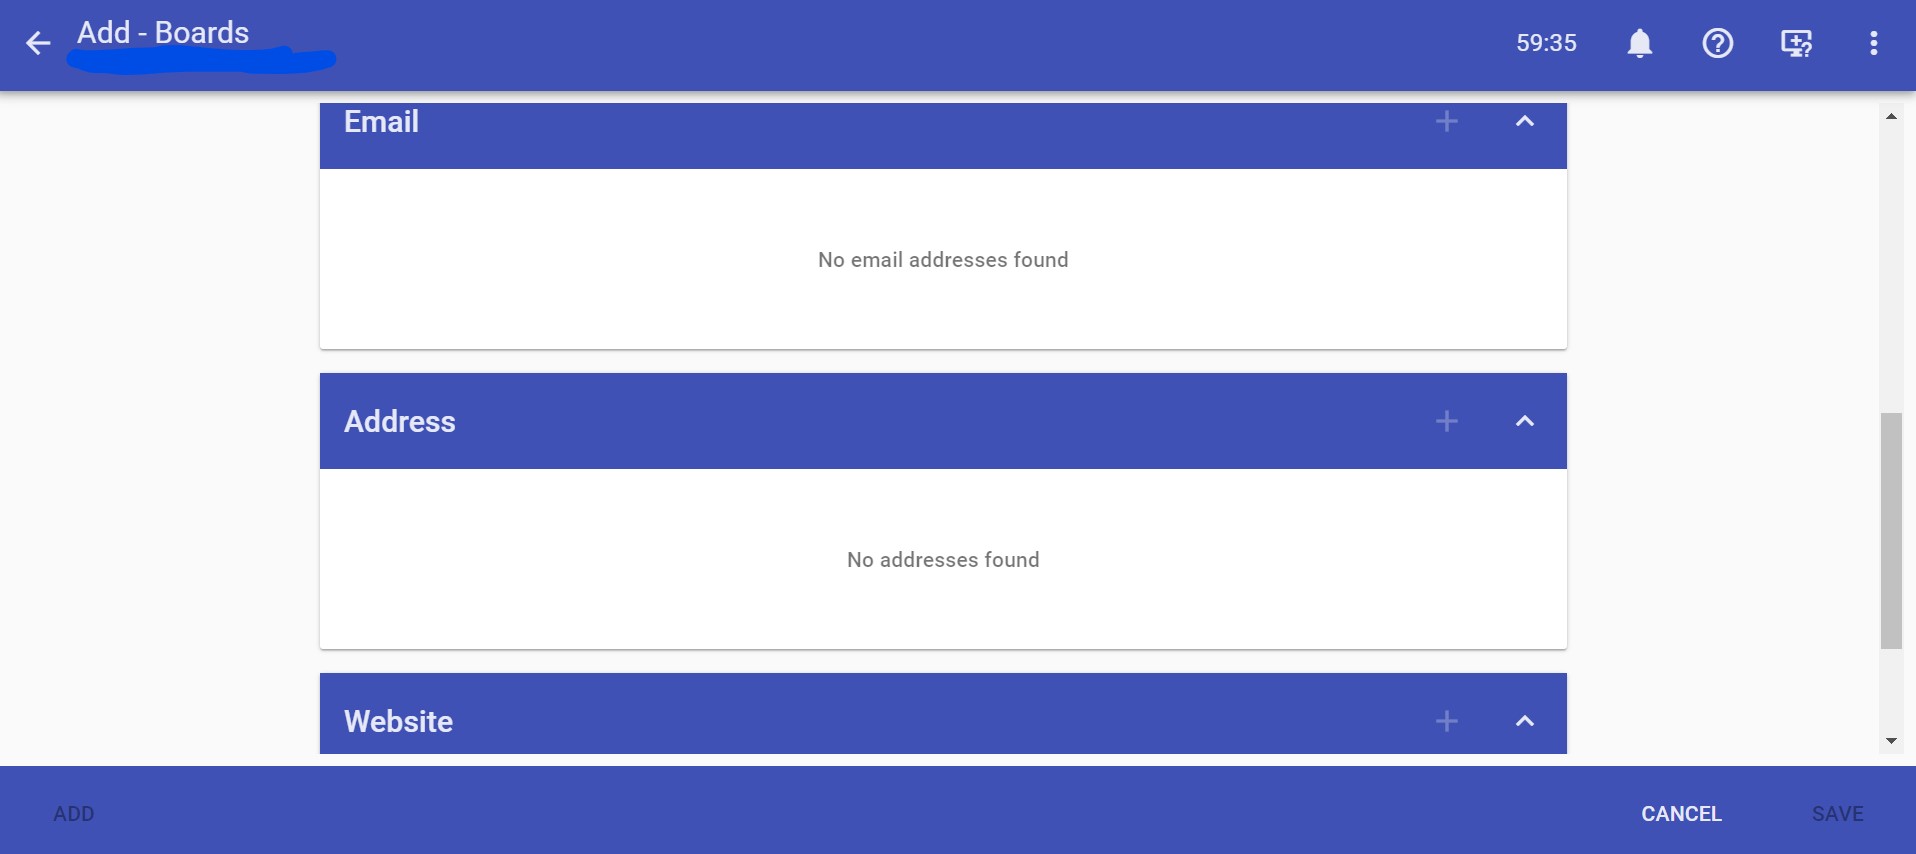 Add - Boards
59:35
Email
No email addresses found
Address
No addresses found
Website
ADD
CANCEL
SAVE